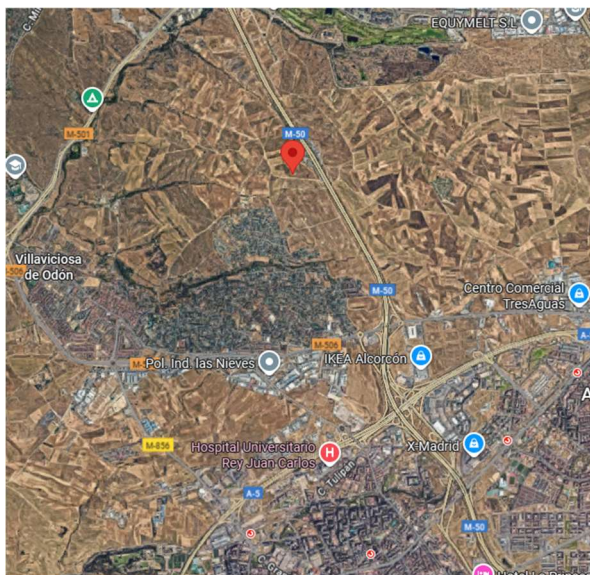 EQUYMELT S.L
M-501
M-50
Villaviciosa
de Odón
M-50
Centro Comercial
TresAguas
M-506
Pol. Ind. las Nieves
IKEA Alcorcón
M-856
Hospital Universitario
Rey Juan Carlos
H
X-Madrid
A-5
C. Tulipán
M-50